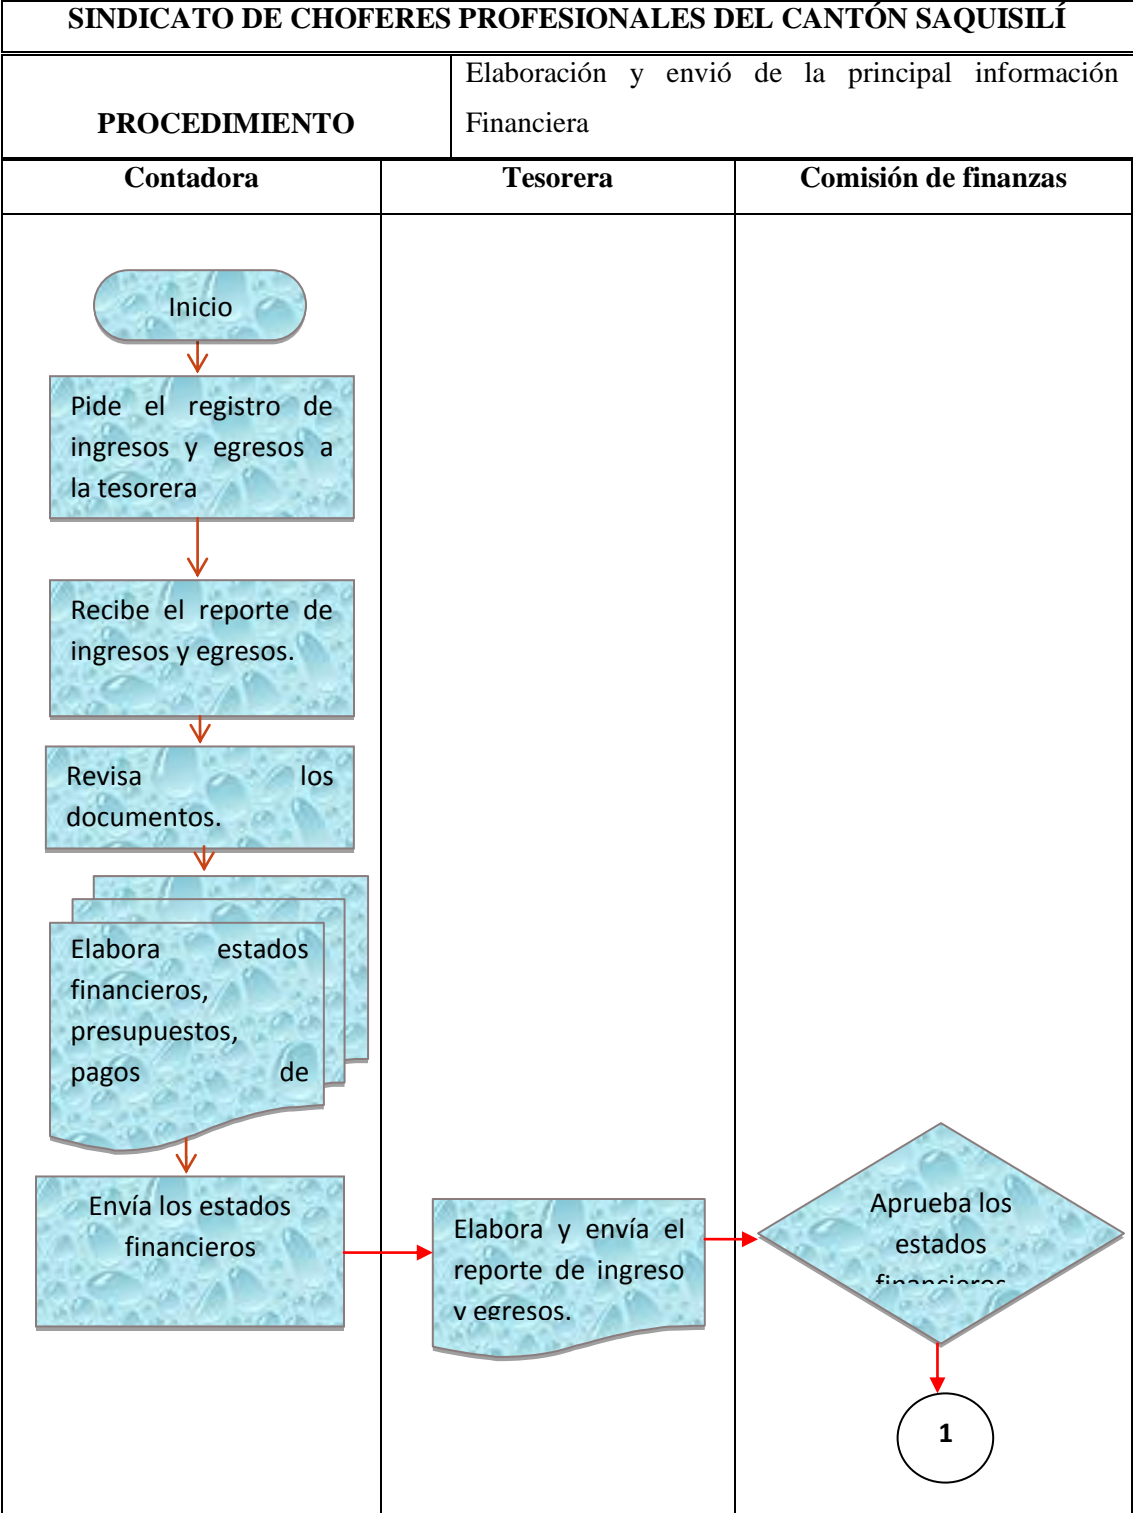 SINDICATO DE CHOFERES PROFESIONALES DEL CANTÓN SAQUISILÍ
PROCEDIMIENTO
Elaboración y envió de la principal información
Financiera
Contadora
Tesorera
Comisión de finanzas
Inicio
Pide el registro de
ingresos y egresos a
la tesorera
Recibe el reporte de
ingresos y egresos.
Revisa los
documentos.
Elabora estados
financieros,
presupuestos,
pagos de
Envía los estados
financieros
Elabora y envía el
reporte de ingreso
y egresos.
Aprueba los
estados
financieros
1